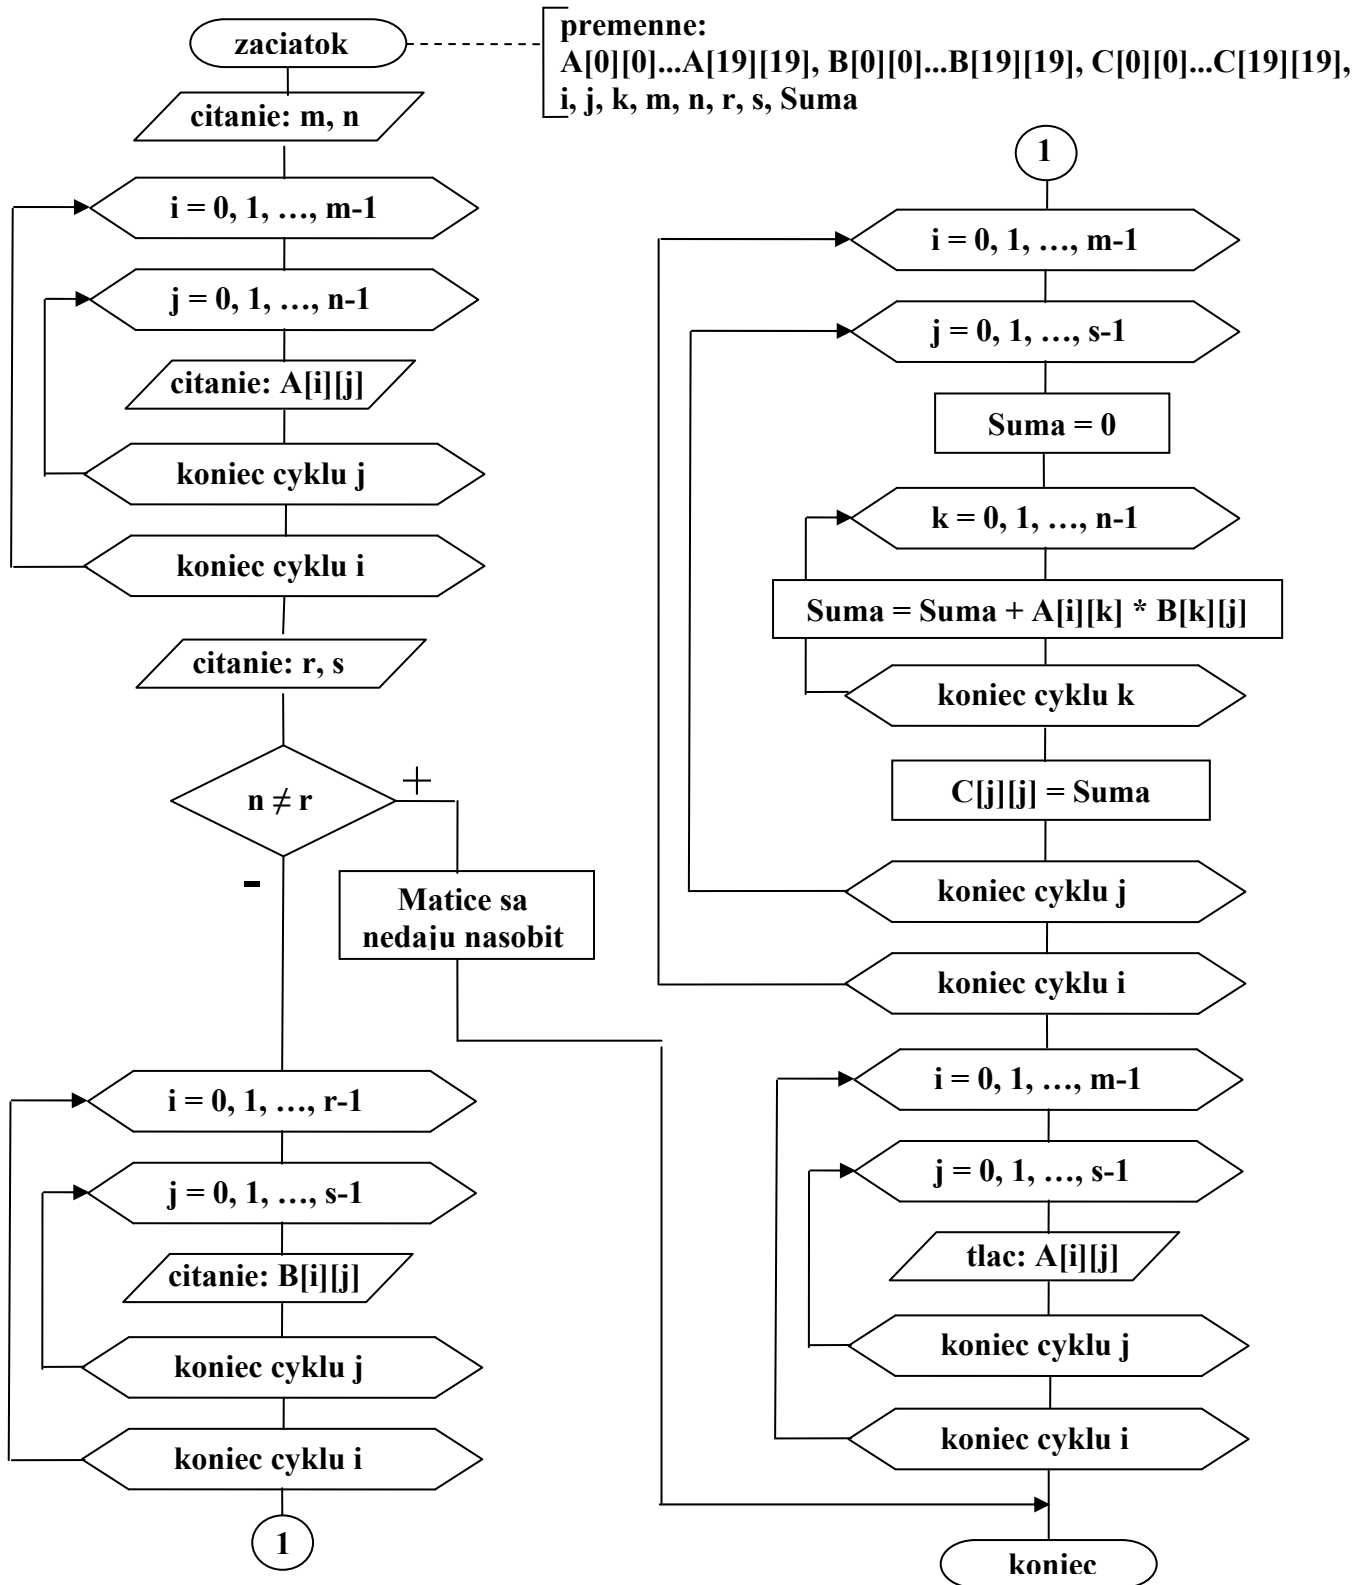 zaciatok
premenne:
A[0][0]...A[19][19], B[0][0]...B[19][19], C[0][0]...C[19][19],
i, j, k, m, n, r, s, Suma
citanie: m, n
i = 0, 1, …, m-1
j = 0, 1, …, n-1
citanie: A[i][j]
koniec cyklu j
koniec cyklu i
citanie: r, s
n ≠ r
+
-
Matice sa
nedaju nasobit
i = 0, 1, …, r-1
j = 0, 1, …, s-1
citanie: B[i][j]
koniec cyklu j
koniec cyklu i
1
1
i = 0, 1, …, m-1
j = 0, 1, …, s-1
Suma = 0
k = 0, 1, …, n-1
Suma = Suma + A[i][k] * B[k][j]
koniec cyklu k
C[j][j] = Suma
koniec cyklu j
koniec cyklu i
i = 0, 1, …, m-1
j = 0, 1, …, s-1
tlac: A[i][j]
koniec cyklu j
koniec cyklu i
koniec